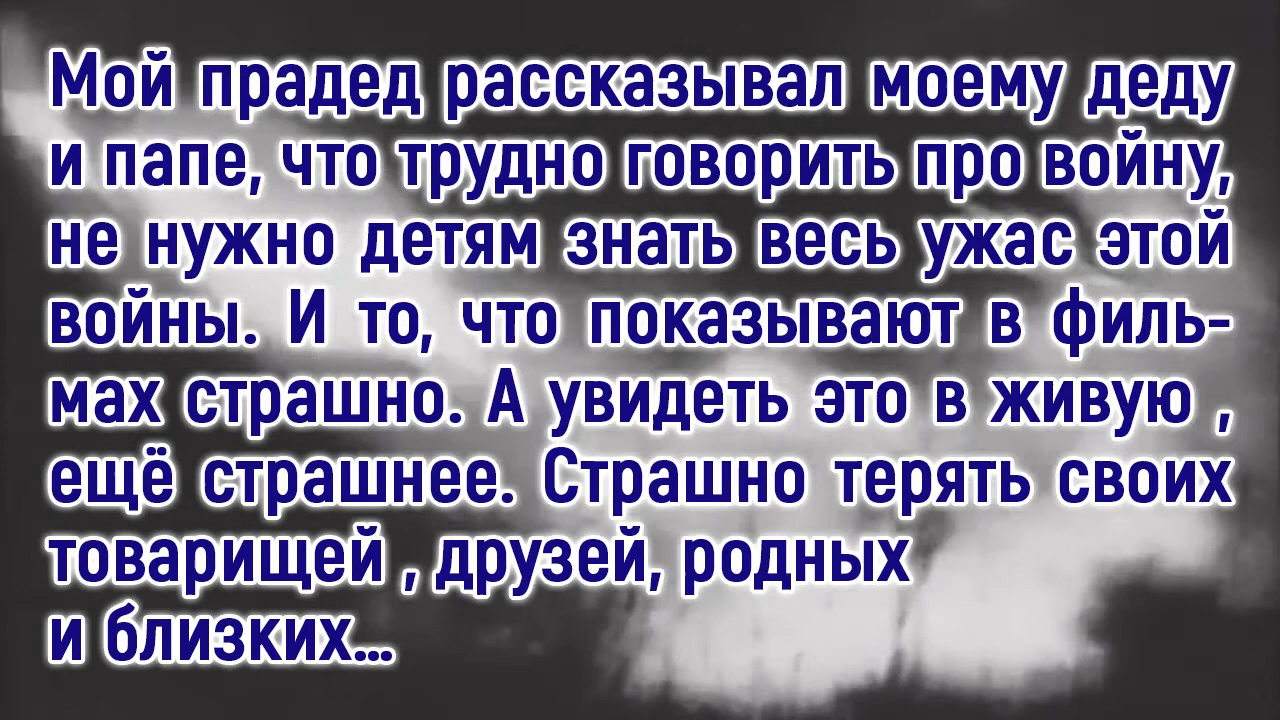 Мой прадед рассказывал моему деду
и папе, что трудно говорить про войну,
не нужно детям знать весь ужас этой
войны. И то, что показывают в филь-
мах страшно. А увидеть это в живую ,
ещё страшнее. Страшно терять своих
товарищей , друзей, родных
и близких...